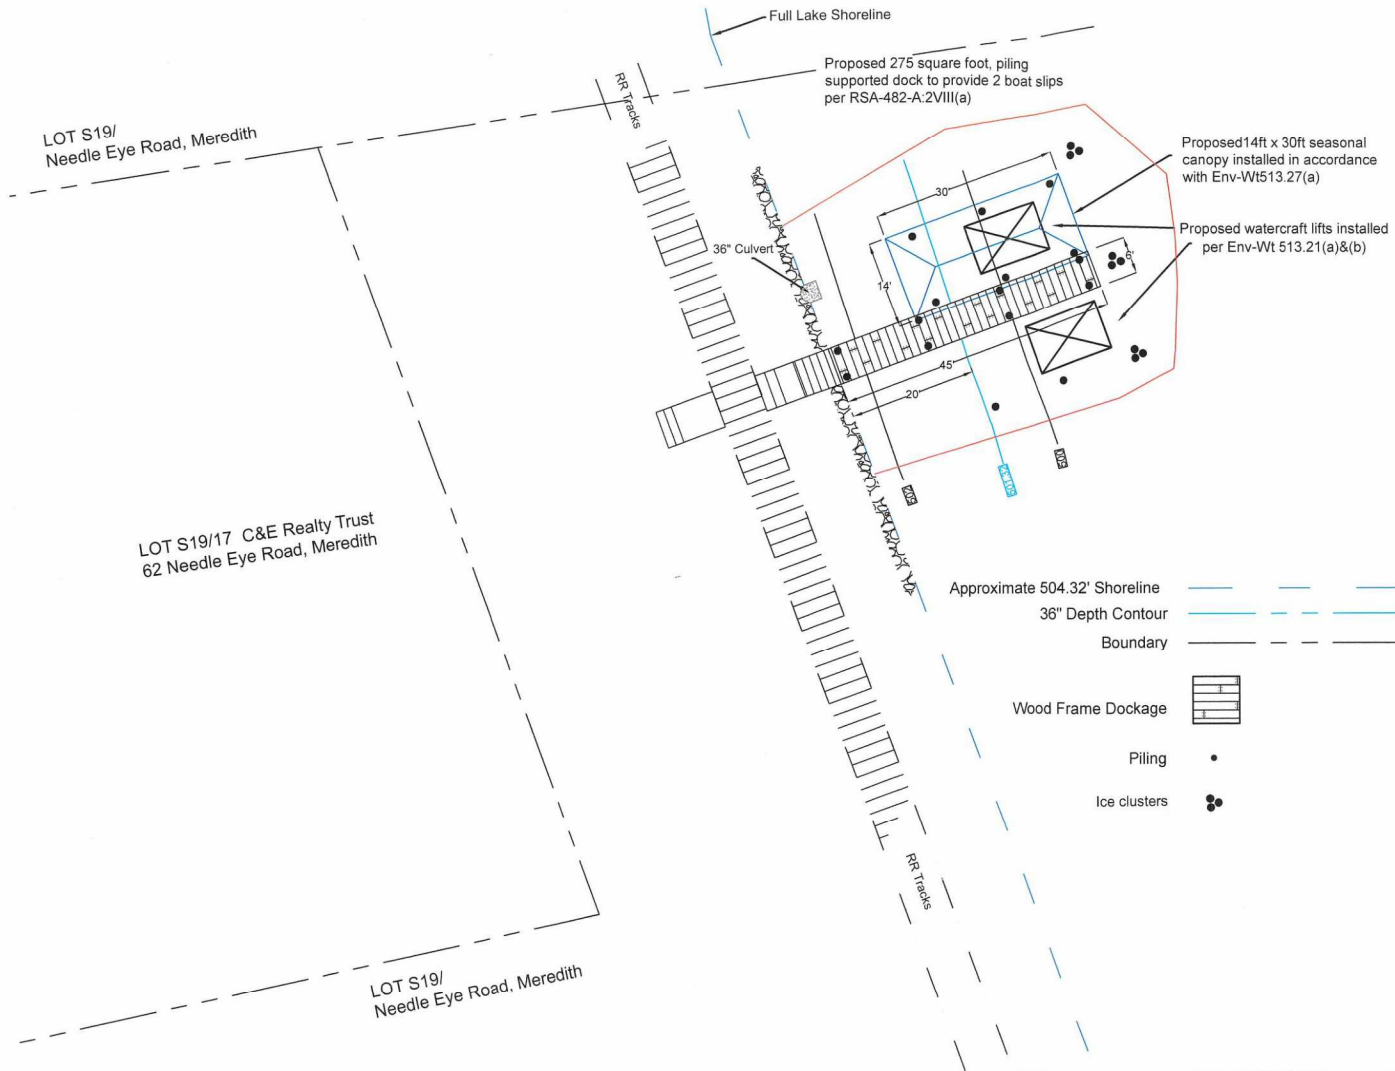 Full Lake Shoreline
Proposed 275 square foot, piling
supported dock to provide 2 boat slips
per RSA-482-A:2VIII(a)
RR Tracks
LOT S19/
Needle Eye Road, Meredith
Proposed14ft x 30ft seasonal
canopy installed in accordance
with Env-Wt513.27(a)
30'
Proposed watercraft lifts installed
per Env-Wt 513.21(a)&(b)
36" Culvert
6'
14'
45'
20'
500
501.32
502
LOT S19/17 C&E Realty Trust
62 Needle Eye Road, Meredith
Approximate 504.32' Shoreline
36" Depth Contour
Boundary
Wood Frame Dockage
Piling
Ice clusters
RR Tracks
LOT S19/
Needle Eye Road, Meredith